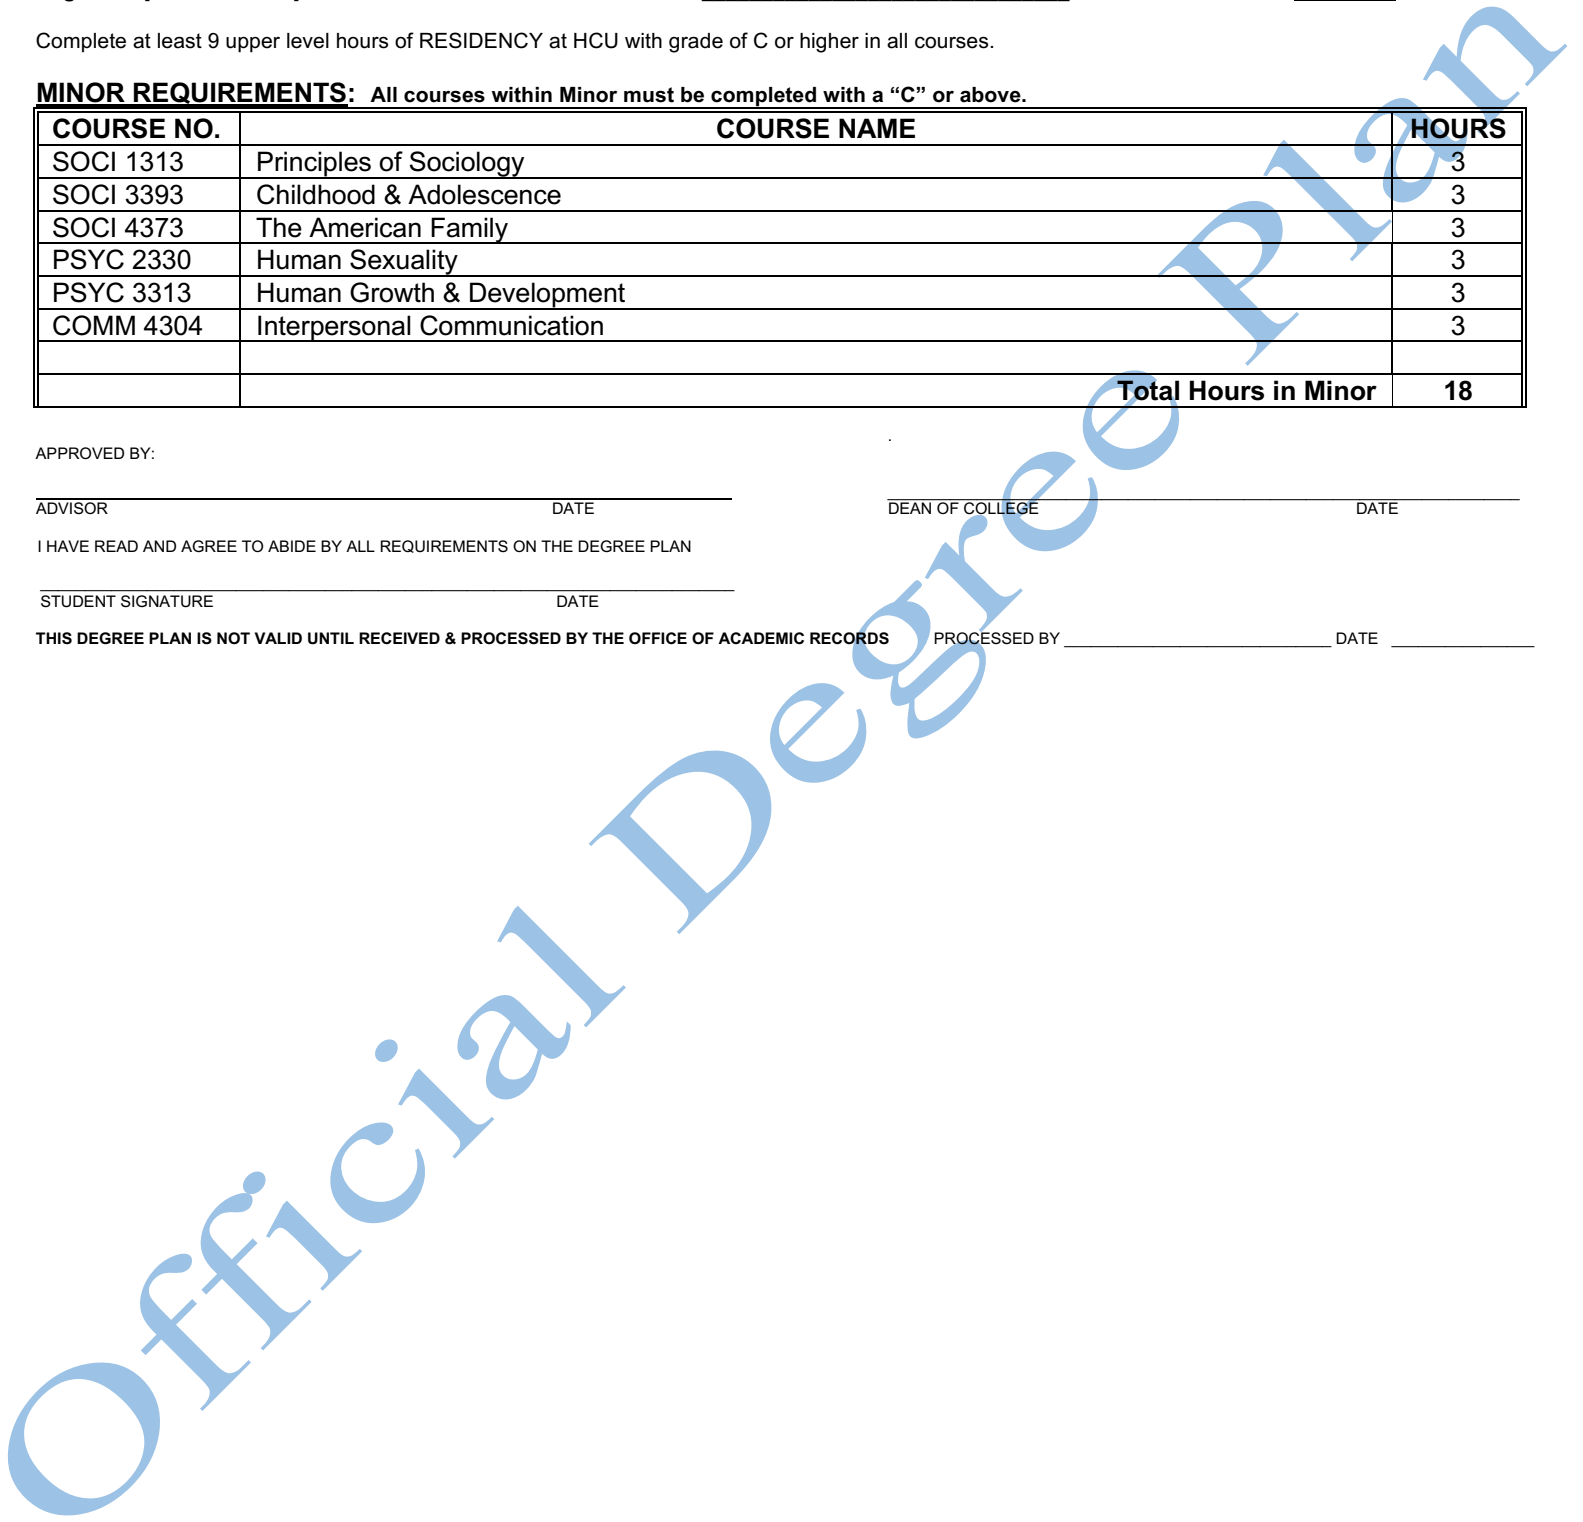 Complete at least 9 upper level hours of RESIDENCY at HCU with grade of C or higher in all courses.
MINOR REQUIREMENTS: All courses within Minor must be completed with a “C” or above.
COURSE NO. COURSE NAME HOURS
SOCI 1313 Principles of Sociology 3
SOCI 3393 Childhood & Adolescence 3
SOCI 4373 The American Family 3
PSYC 2330 Human Sexuality 3
PSYC 3313 Human Growth & Development 3
COMM 4304 Interpersonal Communication 3
Total Hours in Minor 18
.
APPROVED BY:
ADVISOR DATE DEAN OF COLLEGE DATE
I HAVE READ AND AGREE TO ABIDE BY ALL REQUIREMENTS ON THE DEGREE PLAN
STUDENT SIGNATURE DATE
THIS DEGREE PLAN IS NOT VALID UNTIL RECEIVED & PROCESSED BY THE OFFICE OF ACADEMIC RECORDS PROCESSED BY ______________________________ DATE ________________
Official Degree Plan